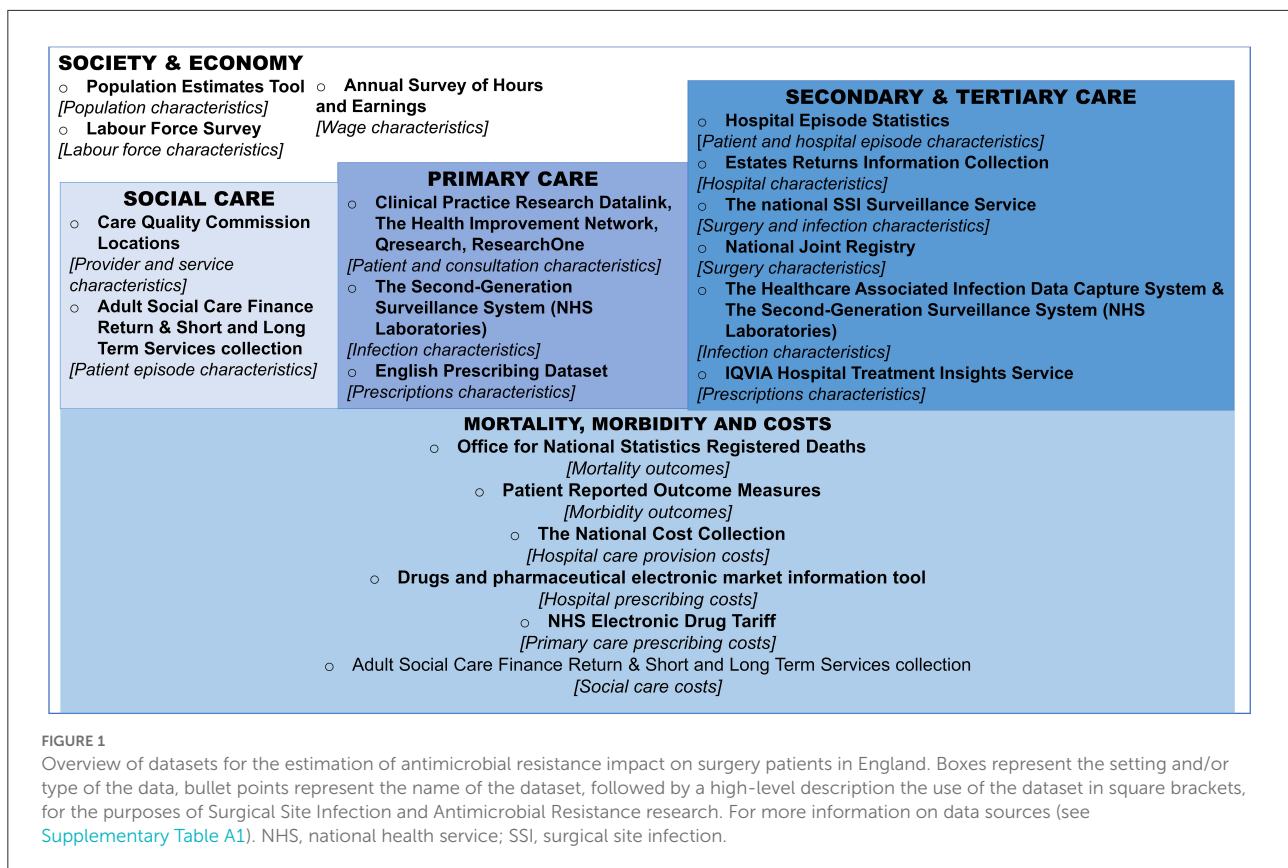 SOCIETY & ECONOMY
○ Population Estimates Tool
[Population characteristics]
○ Labour Force Survey
[Labour force characteristics]
○ Annual Survey of Hours
and Earnings
[Wage characteristics]
SOCIAL CARE
○ Care Quality Commission
Locations
[Provider and service
characteristics]
○ Adult Social Care Finance
Return & Short and Long
Term Services collection
[Patient episode characteristics]
PRIMARY CARE
○ Clinical Practice Research Datalink,
The Health Improvement Network,
Qresearch, ResearchOne
[Patient and consultation characteristics]
○ The Second-Generation
Surveillance System (NHS
Laboratories)
[Infection characteristics]
○ English Prescribing Dataset
[Prescriptions characteristics]
SECONDARY & TERTIARY CARE
○ Hospital Episode Statistics
[Patient and hospital episode characteristics]
○ Estates Returns Information Collection
[Hospital characteristics]
○ The national SSI Surveillance Service
[Surgery and infection characteristics]
○ National Joint Registry
[Surgery characteristics]
○ The Healthcare Associated Infection Data Capture System &
The Second-Generation Surveillance System (NHS
Laboratories)
[Infection characteristics]
○ IQVIA Hospital Treatment Insights Service
[Prescriptions characteristics]
MORTALITY, MORBIDITY AND COSTS
○ Office for National Statistics Registered Deaths
[Mortality outcomes]
○ Patient Reported Outcome Measures
[Morbidity outcomes]
○ The National Cost Collection
[Hospital care provision costs]
○ Drugs and pharmaceutical electronic market information tool
[Hospital prescribing costs]
○ NHS Electronic Drug Tariff
[Primary care prescribing costs]
○ Adult Social Care Finance Return & Short and Long Term Services collection
[Social care costs]
FIGURE 1
Overview of datasets for the estimation of antimicrobial resistance impact on surgery patients in England. Boxes represent the setting and/or
type of the data, bullet points represent the name of the dataset, followed by a high-level description the use of the dataset in square brackets,
for the purposes of Surgical Site Infection and Antimicrobial Resistance research. For more information on data sources (see
Supplementary Table A1). NHS, national health service; SSI, surgical site infection.